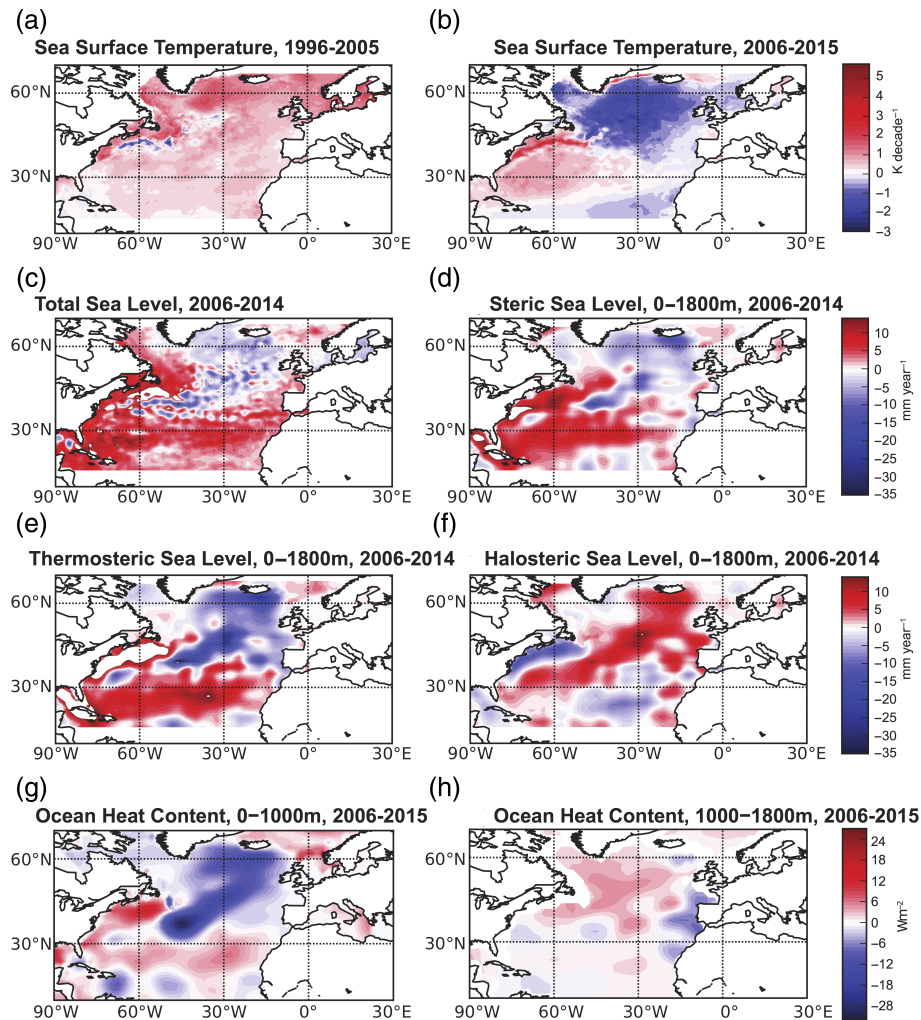 (a)
Sea Surface Temperature, 1996-2005
60°N
30°N
90°W 60°W 30°W 0° 30°E
(b)
Sea Surface Temperature, 2006-2015
60°N
30°N
90°W 60°W 30°W 0° 30°E
5
4
3
2
1
0
−1
−2
−3
K decade⁻¹
(c)
Total Sea Level, 2006-2014
60°N
30°N
90°W 60°W 30°W 0° 30°E
(d)
Steric Sea Level, 0−1800m, 2006-2014
60°N
30°N
90°W 60°W 30°W 0° 30°E
10
5
0
−5
−10
−15
−20
−25
−30
−35
mm year⁻¹
(e)
Thermosteric Sea Level, 0−1800m, 2006-2014
60°N
30°N
90°W 60°W 30°W 0° 30°E
(f)
Halosteric Sea Level, 0−1800m, 2006-2014
60°N
30°N
90°W 60°W 30°W 0° 30°E
10
5
0
−5
−10
−15
−20
−25
−30
−35
mm year⁻¹
(g)
Ocean Heat Content, 0−1000m, 2006-2015
60°N
30°N
90°W 60°W 30°W 0° 30°E
(h)
Ocean Heat Content, 1000−1800m, 2006-2015
60°N
30°N
90°W 60°W 30°W 0° 30°E
24
18
12
6
0
−6
−12
−18
−28
Wm⁻²